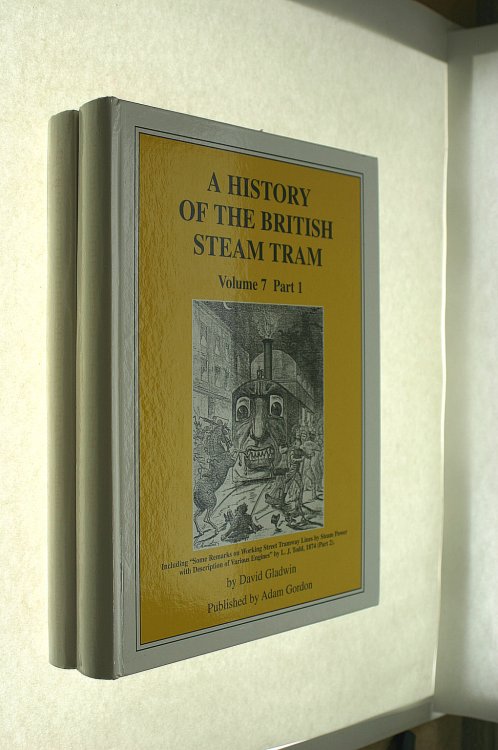 A HISTORY
OF THE BRITISH
STEAM TRAM
Volume 7 Part 1
Including "Some Remarks on Working Street Tramway Lines by Steam Power
with Description of Various Engines" by L. J. Todd, 1874 (Part 2).
by David Gladwin
Published by Adam Gordon